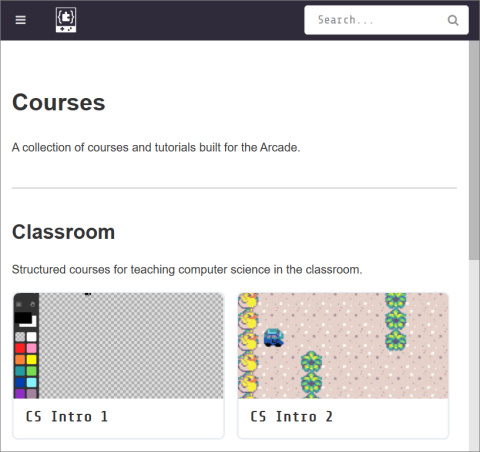 Search...
Courses
A collection of courses and tutorials built for the Arcade.
Classroom
Structured courses for teaching computer science in the classroom.
CS Intro 1
CS Intro 2